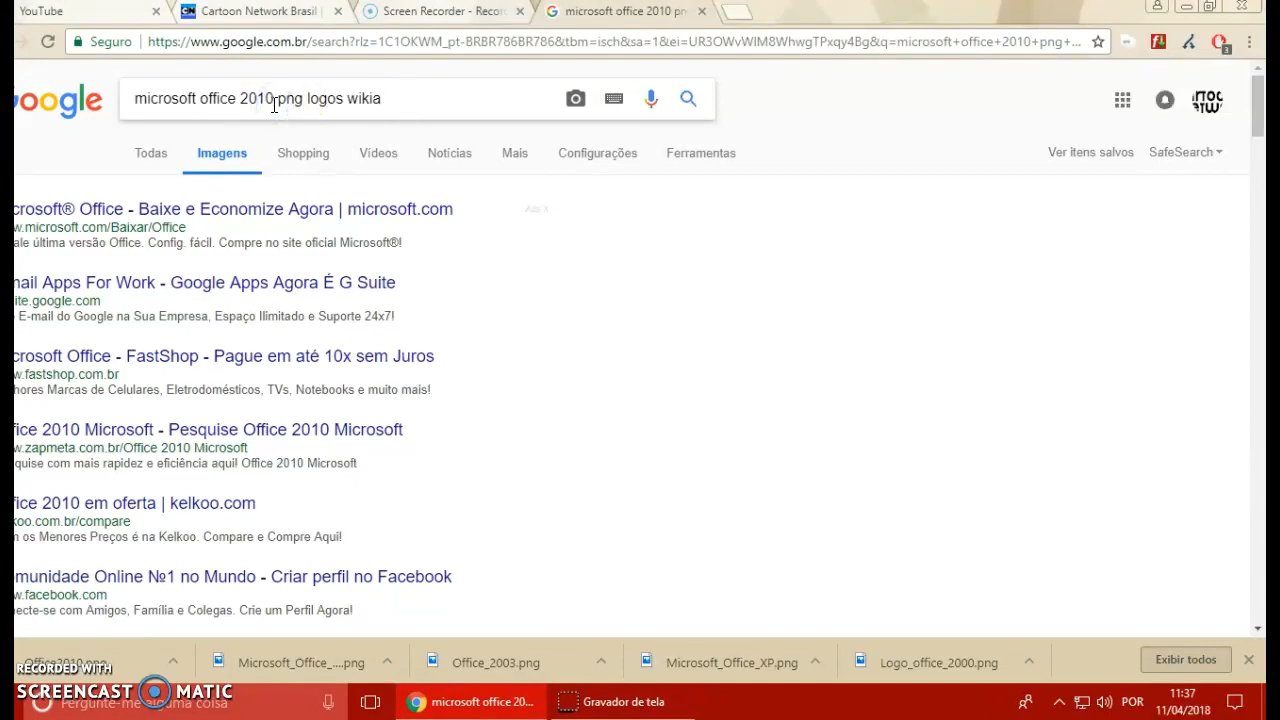 YouTube
Cartoon Network Brasil |
Screen Recorder - Recor
microsoft office 2010 pn
Seguro
https://www.google.com.br/search?rlz=1C1OKWM_pt-BRBR786BR786&tbm=isch&sa=1&ei=UR3OWvWIM8WhwgTPxqy4Bg&q=microsoft+office+2010+png+...
3
oogle
microsoft office 2010 png logos wikia
Todas
Imagens
Shopping
Vídeos
Notícias
Mais
Configurações
Ferramentas
Ver itens salvos
SafeSearch
crosoft® Office - Baixe e Economize Agora | microsoft.com
w.microsoft.com/Baixar/Office
ale última versão Office. Config. fácil. Compre no site oficial Microsoft®!
mail Apps For Work - Google Apps Agora É G Suite
ite.google.com
E-mail do Google na Sua Empresa, Espaço Ilimitado e Suporte 24x7!
crosoft Office - FastShop - Pague em até 10x sem Juros
w.fastshop.com.br
hores Marcas de Celulares, Eletrodomésticos, TVs, Notebooks e muito mais!
fice 2010 Microsoft - Pesquise Office 2010 Microsoft
w.zapmeta.com.br/Office 2010 Microsoft
quise com mais rapidez e eficiência aqui! Office 2010 Microsoft
fice 2010 em oferta | kelkoo.com
koo.com.br/compare
m os Menores Preços é na Kelkoo. Compare e Compre Aqui!
omunidade Online №1 no Mundo - Criar perfil no Facebook
w.facebook.com
necte-se com Amigos, Família e Colegas. Crie um Perfil Agora!
Office2010.png
Microsoft_Office_....png
Office_2003.png
Microsoft_Office_XP.png
Logo_office_2000.png
Exibir todos
RECORDED WITH
SCREENCAST MATIC
Pergunte-me alguma coisa
microsoft office 20...
Gravador de tela
POR
11:37
11/04/2018